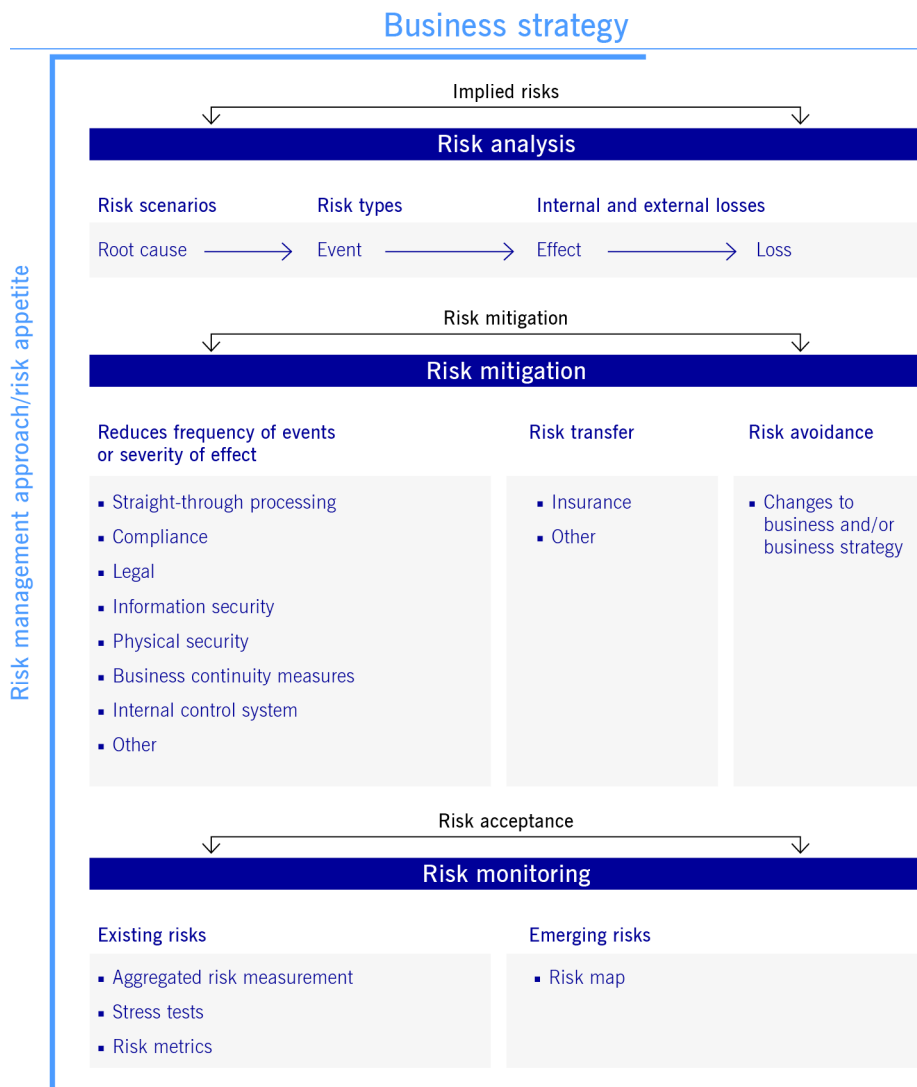 Business strategy
Risk management approach/risk appetite
Implied risks
Risk analysis
Risk scenarios
Risk types
Internal and external losses
Root cause
Event
Effect
Loss
Risk mitigation
Risk mitigation
Reduces frequency of events
or severity of effect
▪ Straight-through processing
▪ Compliance
▪ Legal
▪ Information security
▪ Physical security
▪ Business continuity measures
▪ Internal control system
▪ Other
Risk transfer
▪ Insurance
▪ Other
Risk avoidance
▪ Changes to
business and/or
business strategy
Risk acceptance
Risk monitoring
Existing risks
▪ Aggregated risk measurement
▪ Stress tests
▪ Risk metrics
Emerging risks
▪ Risk map